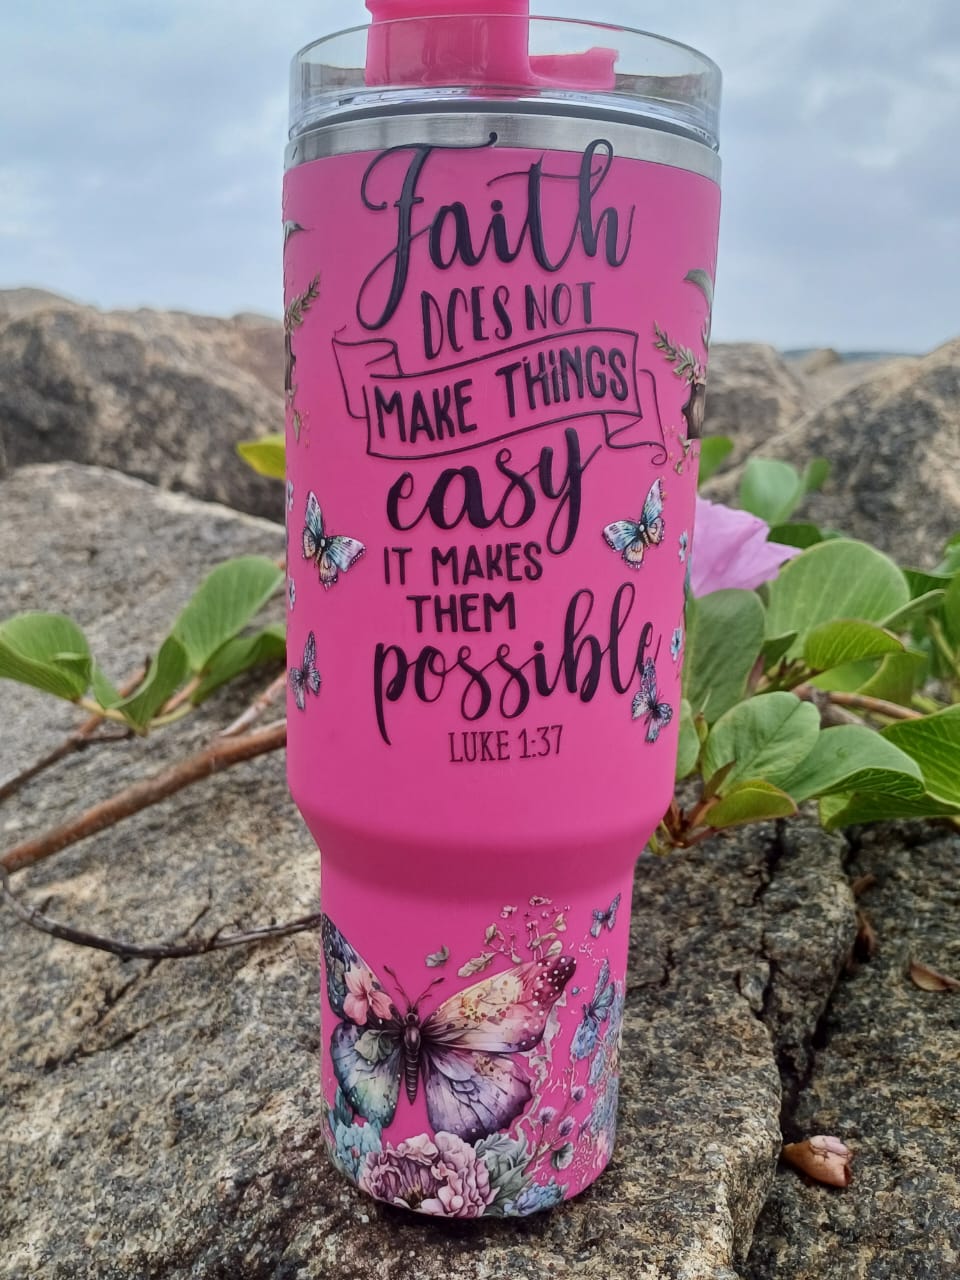 Faith
DOES NOT
MAKE THINGS
easy
IT MAKES
THEM
possible
LUKE 1:37